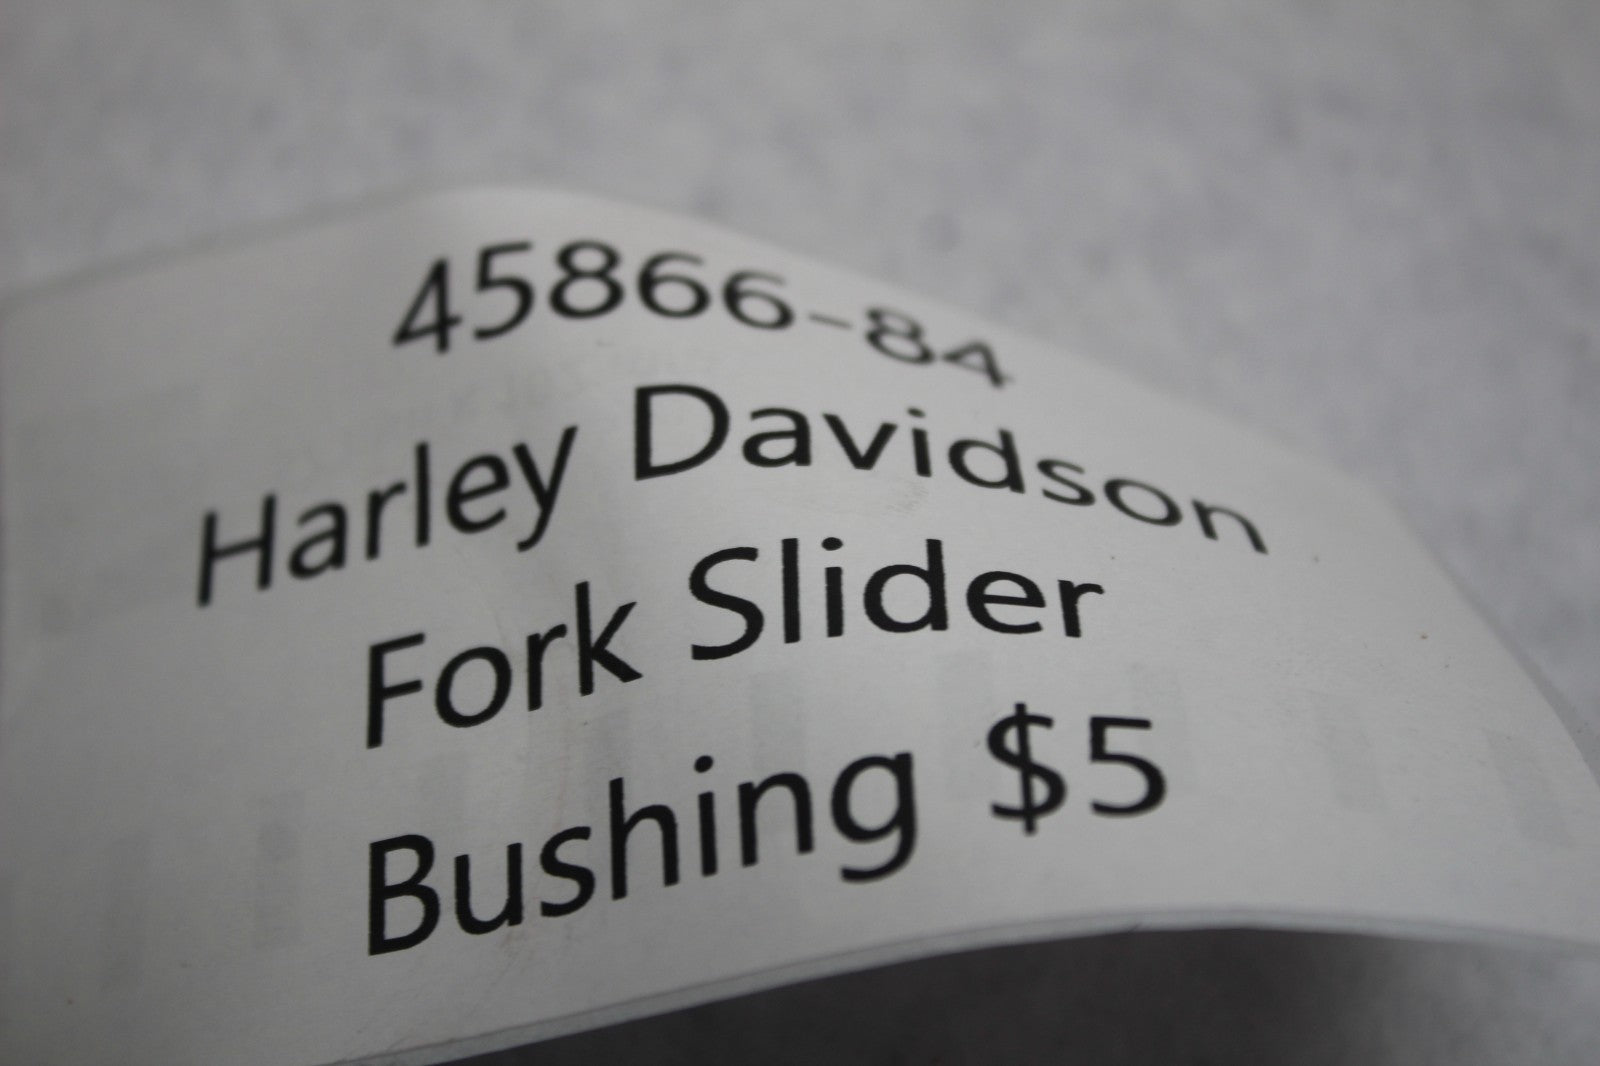 45866-84
Harley Davidson
Fork Slider
Bushing $5